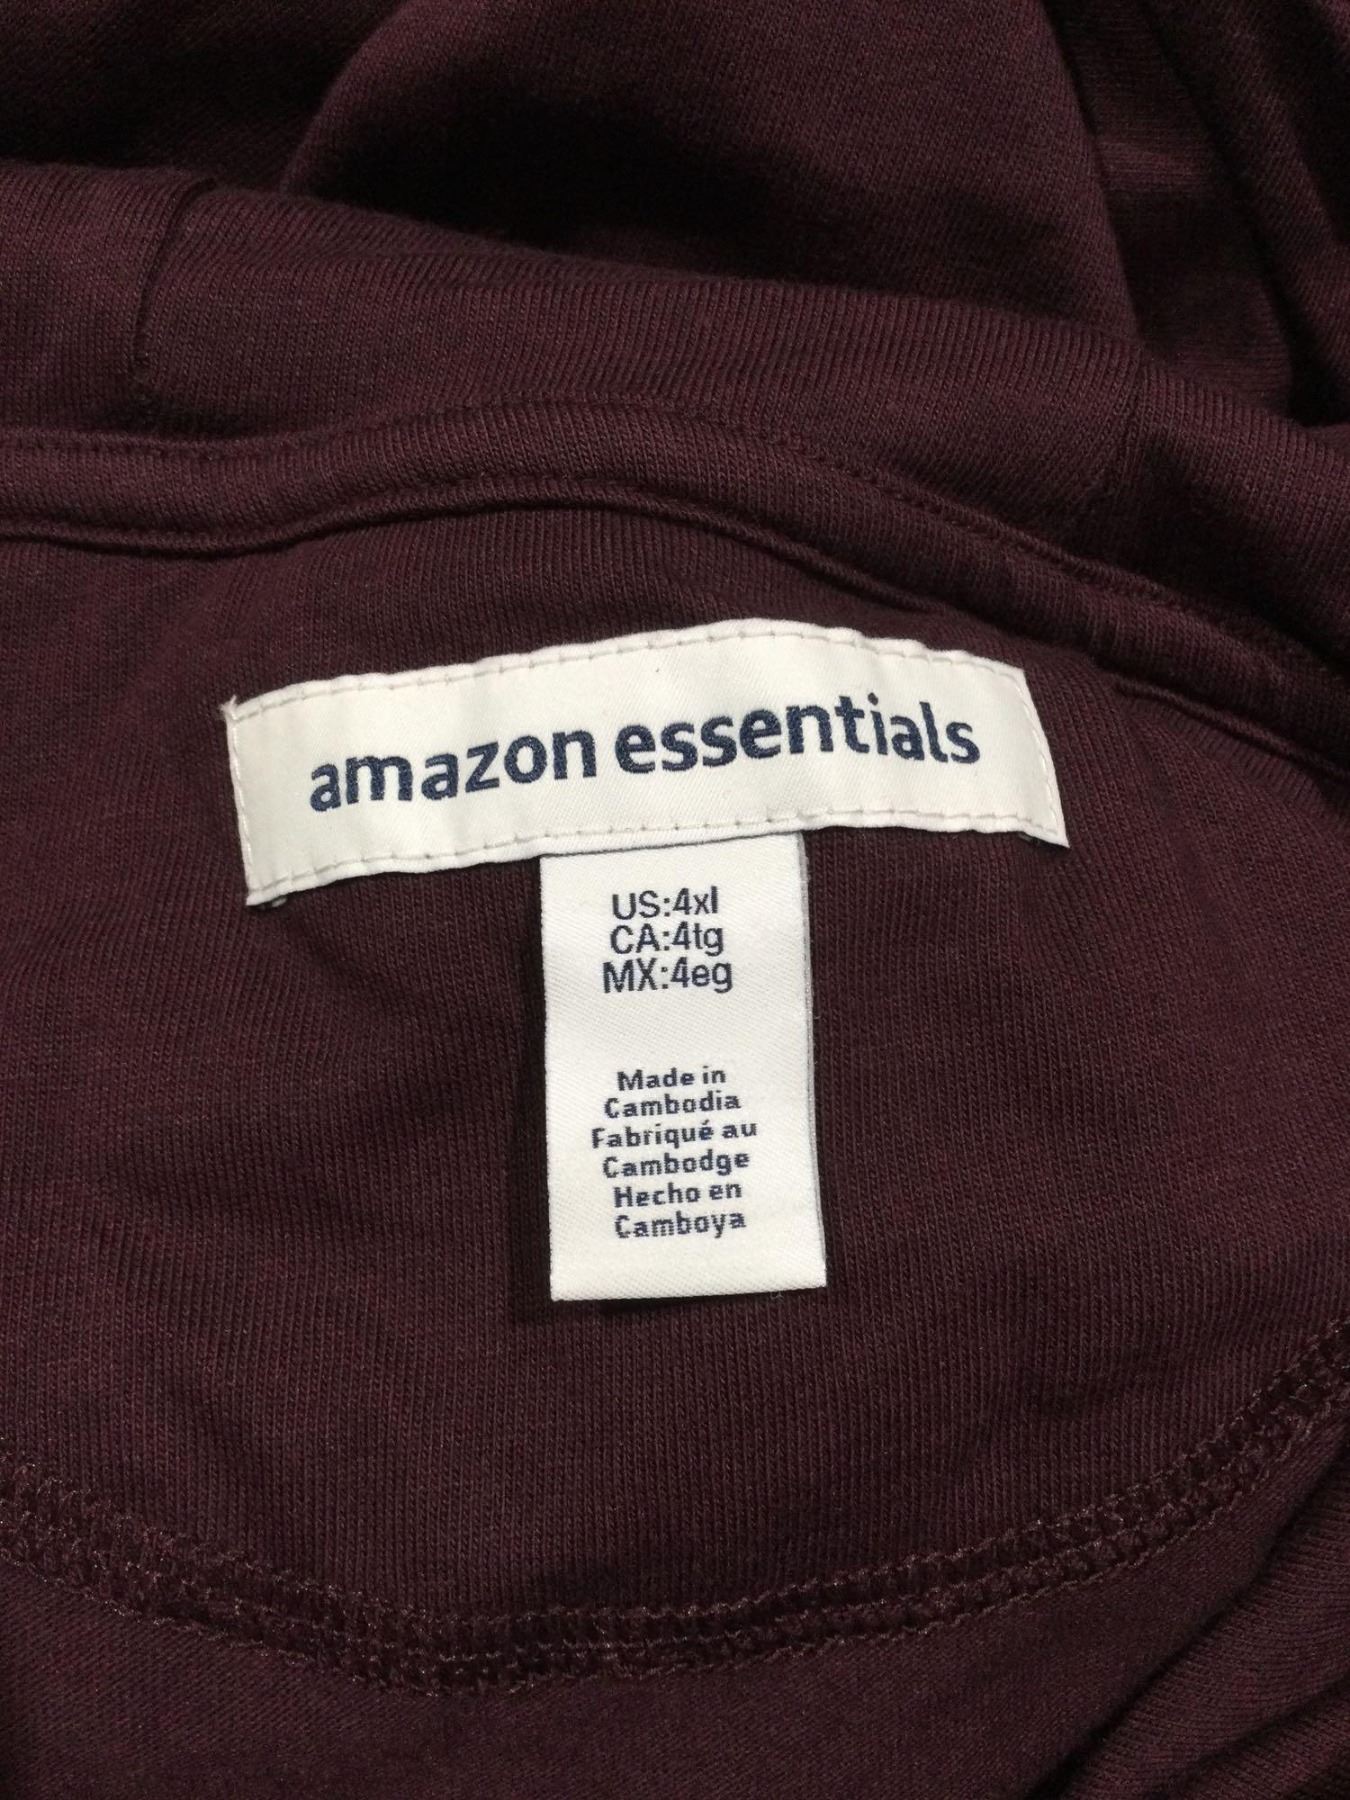 amazon essentials
US:4xl
CA:4tg
MX:4eg
Made in
Cambodia
Fabriqué au
Cambodge
Hecho en
Camboya